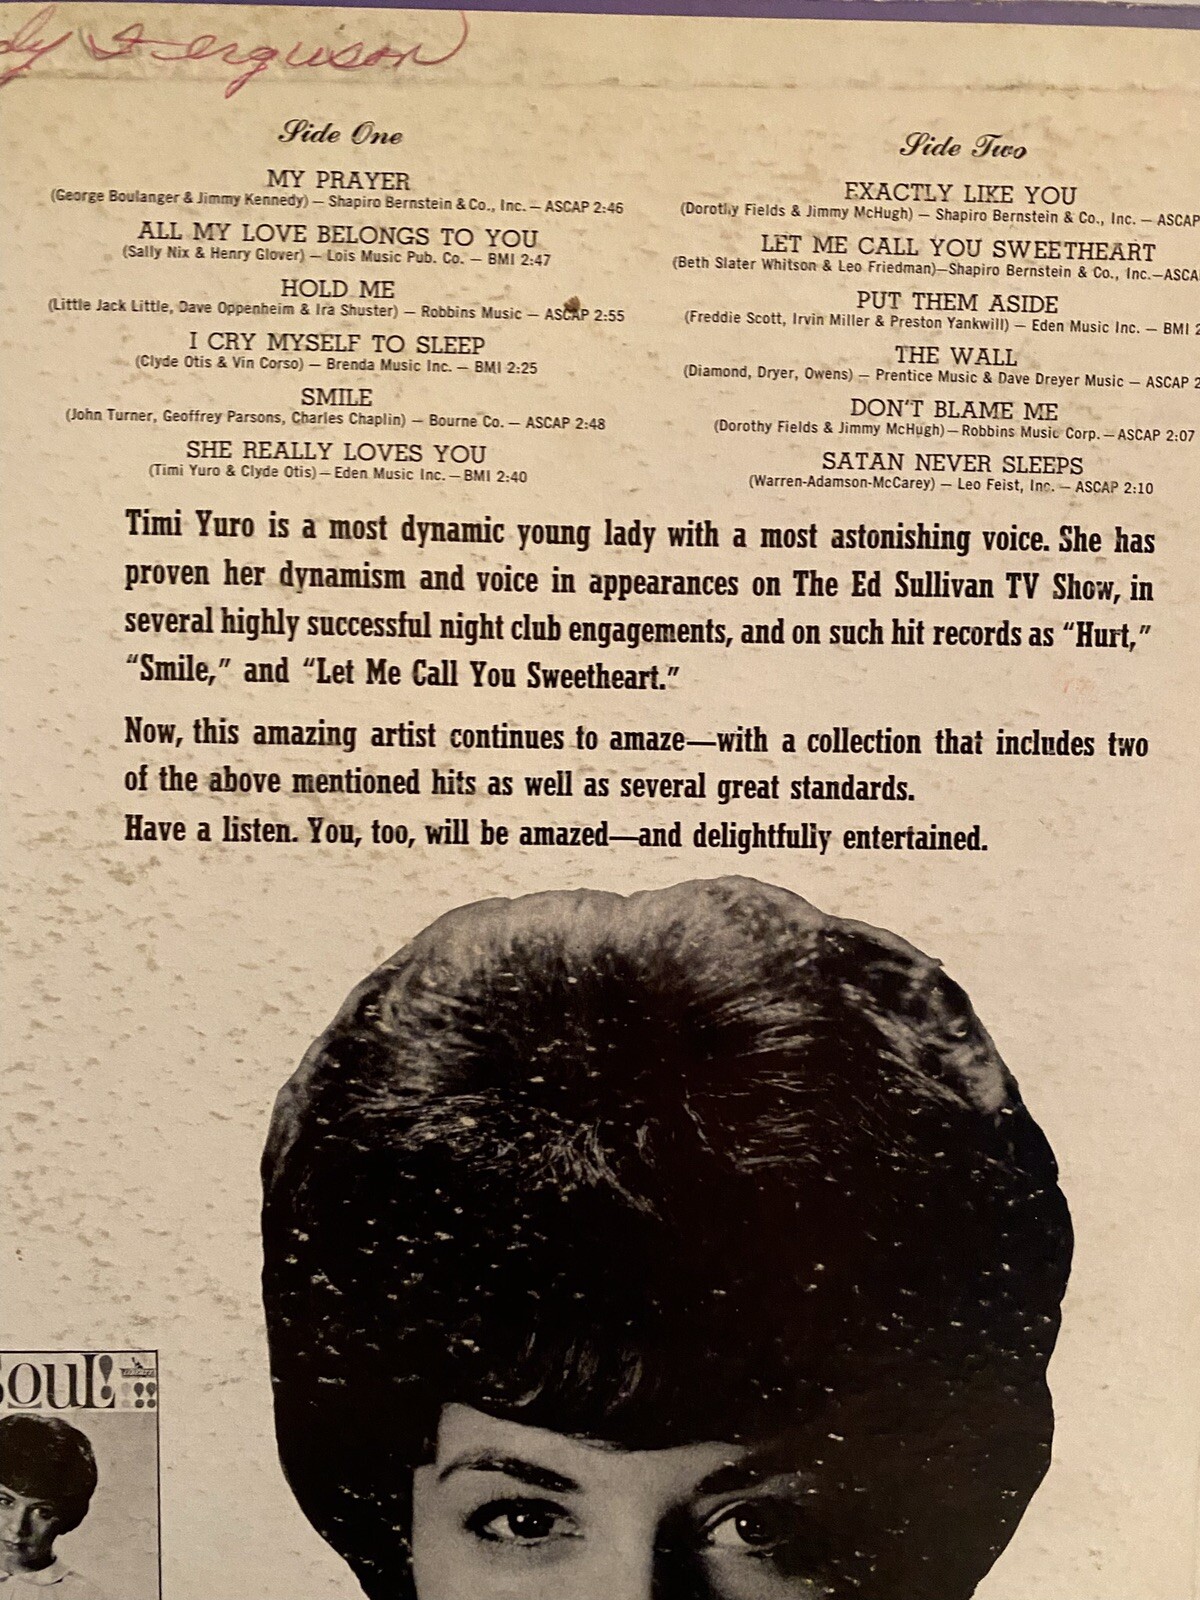 Ferguson
Side One
MY PRAYER
(George Boulanger & Jimmy Kennedy) — Shapiro Bernstein & Co., Inc. — ASCAP 2:46
ALL MY LOVE BELONGS TO YOU
(Sally Nix & Henry Glover) — Lois Music Pub. Co. — BMI 2:47
HOLD ME
(Little Jack Little, Dave Oppenheim & Ira Shuster) — Robbins Music — ASCAP 2:55
I CRY MYSELF TO SLEEP
(Clyde Otis & Vin Corso) — Brenda Music Inc. — BMI 2:25
SMILE
(John Turner, Geoffrey Parsons, Charles Chaplin) — Bourne Co. — ASCAP 2:48
SHE REALLY LOVES YOU
(Timi Yuro & Clyde Otis) — Eden Music Inc. — BMI 2:40
Side Two
EXACTLY LIKE YOU
(Dorothy Fields & Jimmy McHugh) — Shapiro Bernstein & Co., Inc. — ASCAP
LET ME CALL YOU SWEETHEART
(Beth Slater Whitson & Leo Friedman)—Shapiro Bernstein & Co., Inc.—ASCA
PUT THEM ASIDE
(Freddie Scott, Irvin Miller & Preston Yankwill) — Eden Music Inc. — BMI 2
THE WALL
(Diamond, Dryer, Owens) — Prentice Music & Dave Dreyer Music — ASCAP 2
DON'T BLAME ME
(Dorothy Fields & Jimmy McHugh)—Robbins Music Corp.—ASCAP 2:07
SATAN NEVER SLEEPS
(Warren-Adamson-McCarey) — Leo Feist, Inc. — ASCAP 2:10
Timi Yuro is a most dynamic young lady with a most astonishing voice. She has
proven her dynamism and voice in appearances on The Ed Sullivan TV Show, in
several highly successful night club engagements, and on such hit records as “Hurt,”
“Smile,” and “Let Me Call You Sweetheart.”
Now, this amazing artist continues to amaze—with a collection that includes two
of the above mentioned hits as well as several great standards.
Have a listen. You, too, will be amazed—and delightfully entertained.
SOUL!